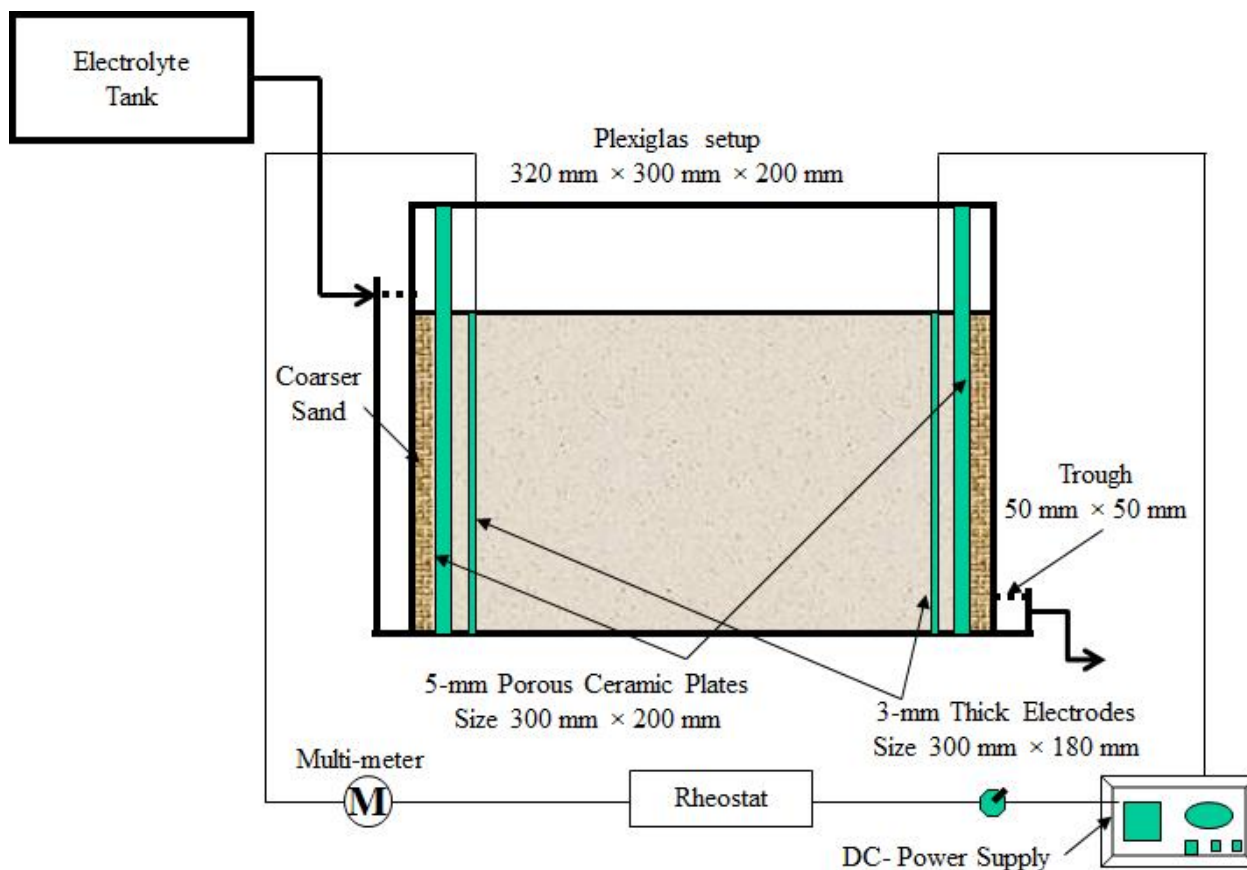 Electrolyte
Tank
Plexiglas setup
320 mm × 300 mm × 200 mm
Coarser
Sand
Trough
50 mm × 50 mm
5-mm Porous Ceramic Plates
Size 300 mm × 200 mm
3-mm Thick Electrodes
Size 300 mm × 180 mm
Multi-meter
M
Rheostat
DC- Power Supply